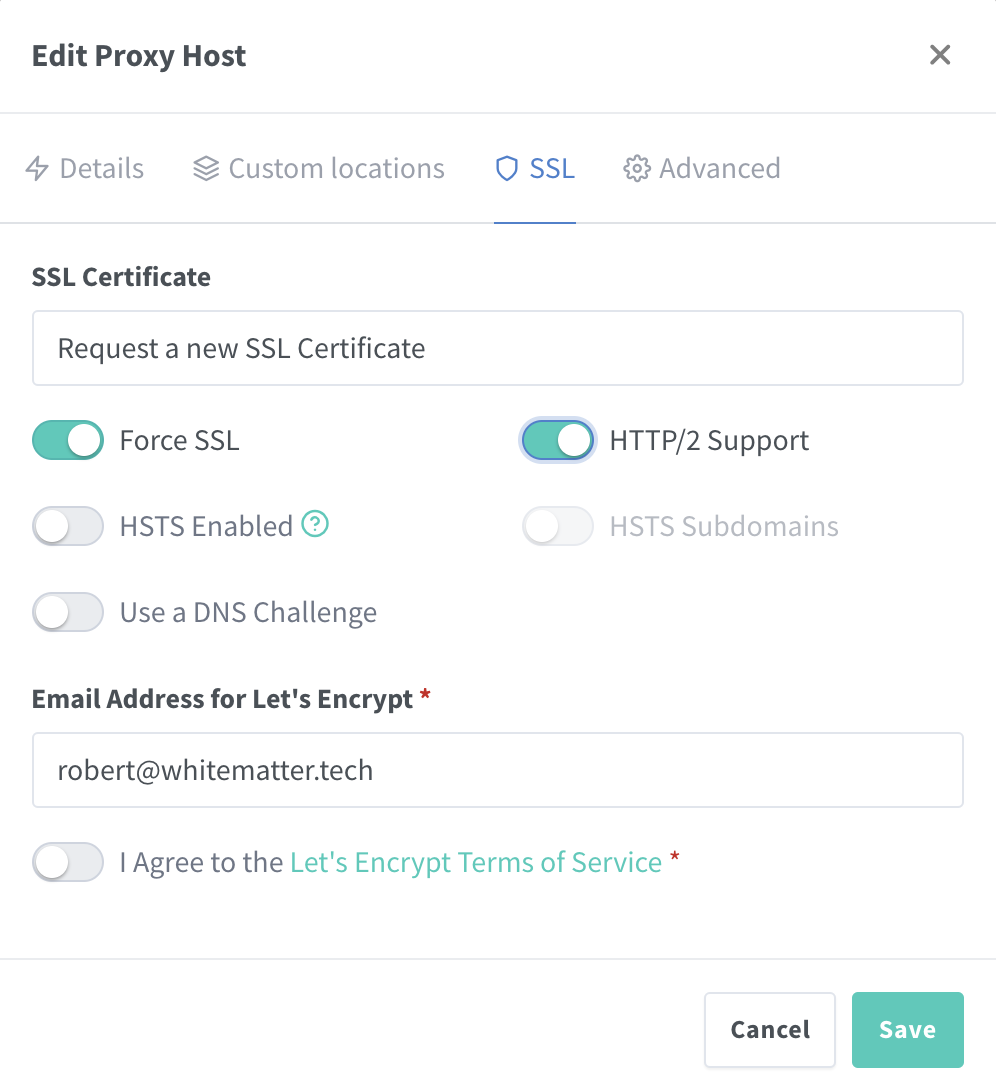 Edit Proxy Host
Details Custom locations SSL Advanced
SSL Certificate
Request a new SSL Certificate
Force SSL HTTP/2 Support
HSTS Enabled ? HSTS Subdomains
Use a DNS Challenge
Email Address for Let's Encrypt *
robert@whitematter.tech
I Agree to the Let's Encrypt Terms of Service *
Cancel Save